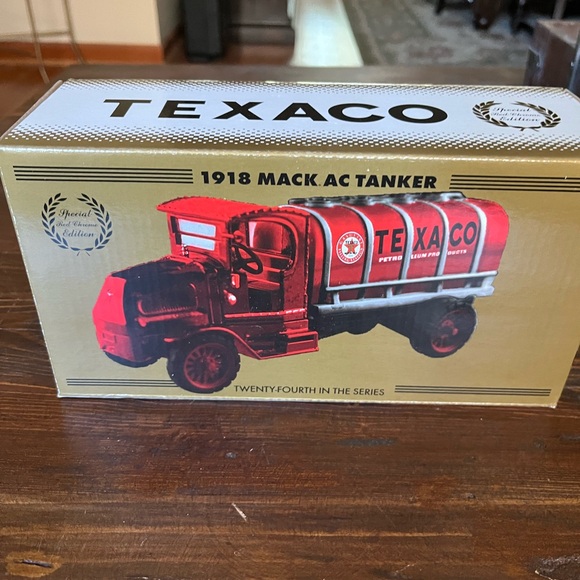 TEXACO
Special
Red Chrome
Edition
1918 MACK AC TANKER
Special
Red Chrome
Edition
TEXACO
PETROLEUM PRODUCTS
TWENTY-FOURTH IN THE SERIES